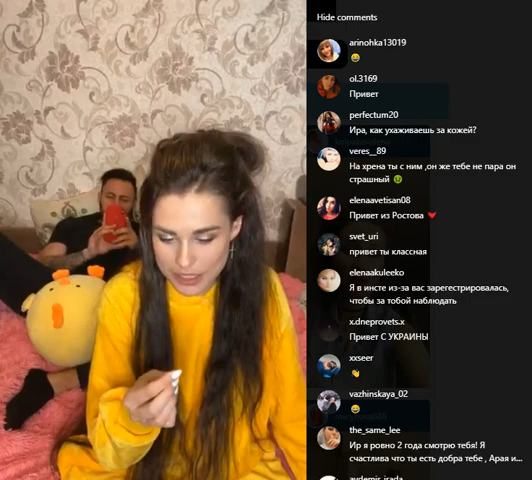 Hide comments
arinohka13019
ol.3169
Привет
perfectum20
Ира, как ухаживаешь за кожей?
veres__89
На хрена ты с ним ,он же тебе не пара он
страшный
elenaavetisan08
Привет из Ростова
svet_uri
привет ты классная
elenaakuleeko
Я в инсте из-за вас зарегестрировалась,
чтобы за тобой наблюдать
x.dneprovets.x
Привет С УКРАИНЫ
xxseer
vazhinskaya_02
the_same_lee
Ир я ровно 2 года смотрю тебя! Я
счастлива что ты есть добра тебе , Арая и...